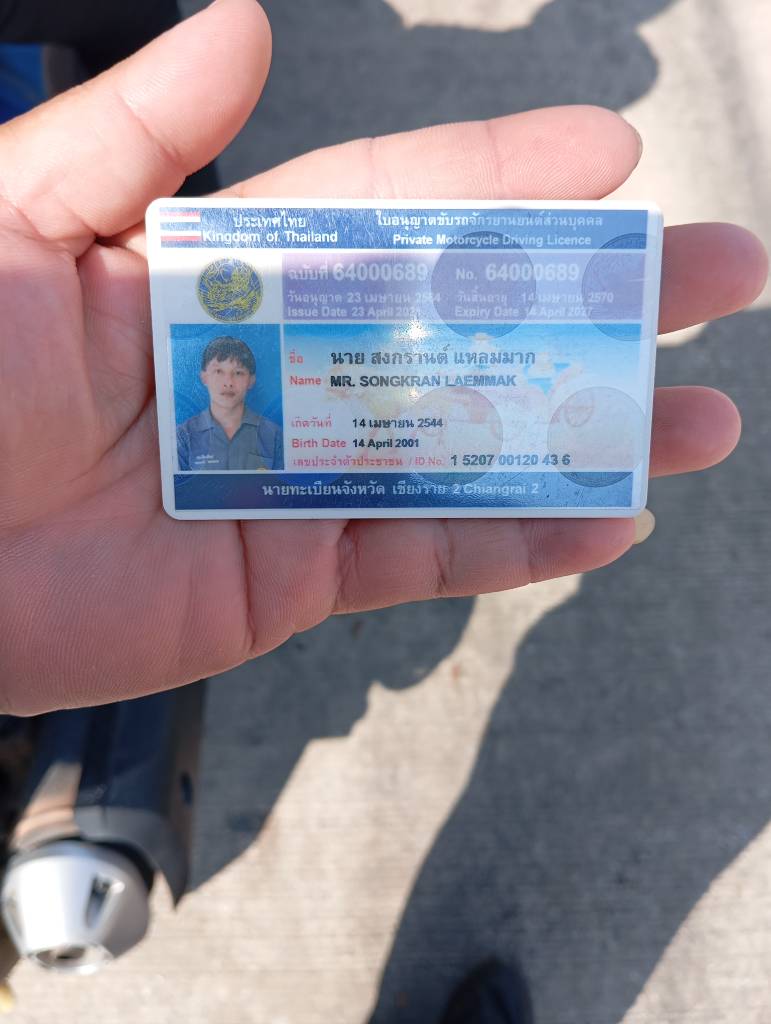 ประเทศไทย ใบอนุญาตขับรถจักรยานยนต์ส่วนบุคคล
Kingdom of Thailand Private Motorcycle Driving Licence
ฉบับที่ 64000689 No. 64000689
วันอนุญาต 23 เมษายน 2564 วันสิ้นอายุ 14 เมษายน 2570
Issue Date 23 April 2021 Expiry Date 14 April 2027
ชื่อ นาย สงกรานต์ แหลมมาก
Name MR. SONGKRAN LAEMMAK
เกิดวันที่ 14 เมษายน 2544
Birth Date 14 April 2001
เลขประจำตัวประชาชน / ID No. 1 5207 00120 43 6
นายทะเบียนจังหวัด เชียงราย 2 Chiangrai 2